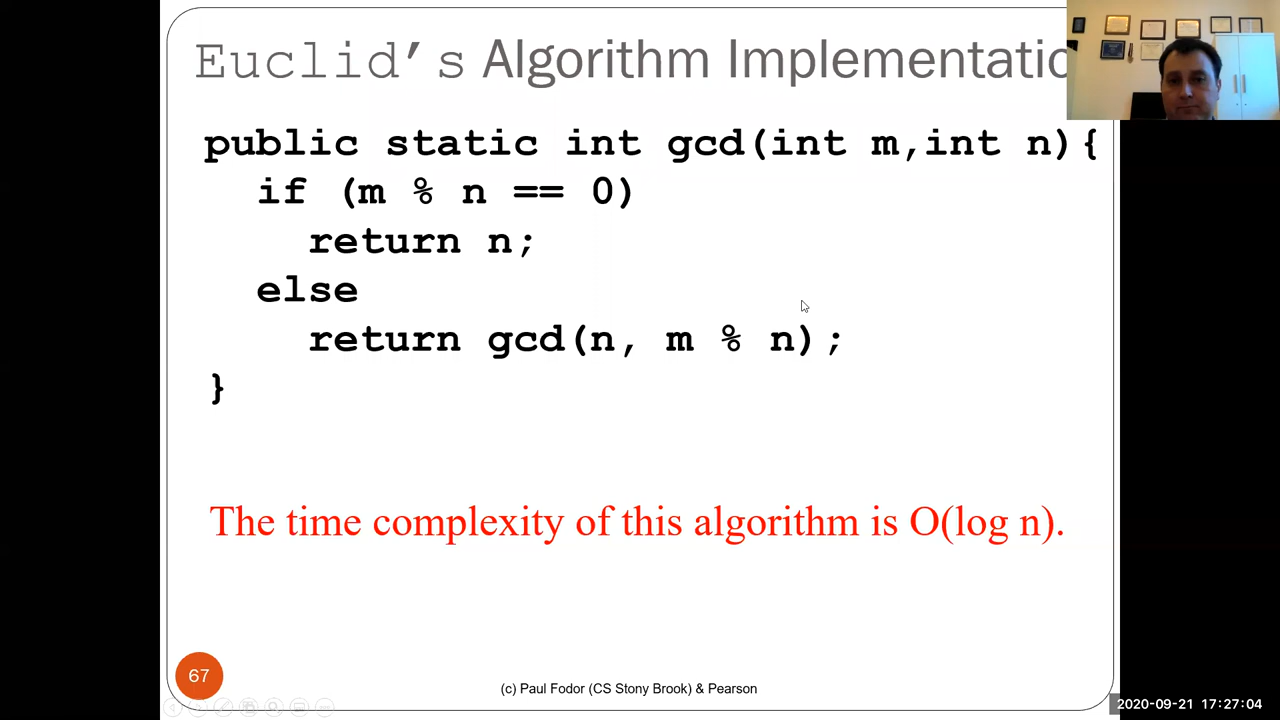 Euclid's Algorithm Implementatio
public static int gcd(int m,int n){
if (m % n == 0)
return n;
else
return gcd(n, m % n);
}
The time complexity of this algorithm is O(log n).
67
(c) Paul Fodor (CS Stony Brook) & Pearson
2020-09-21 17:27:04